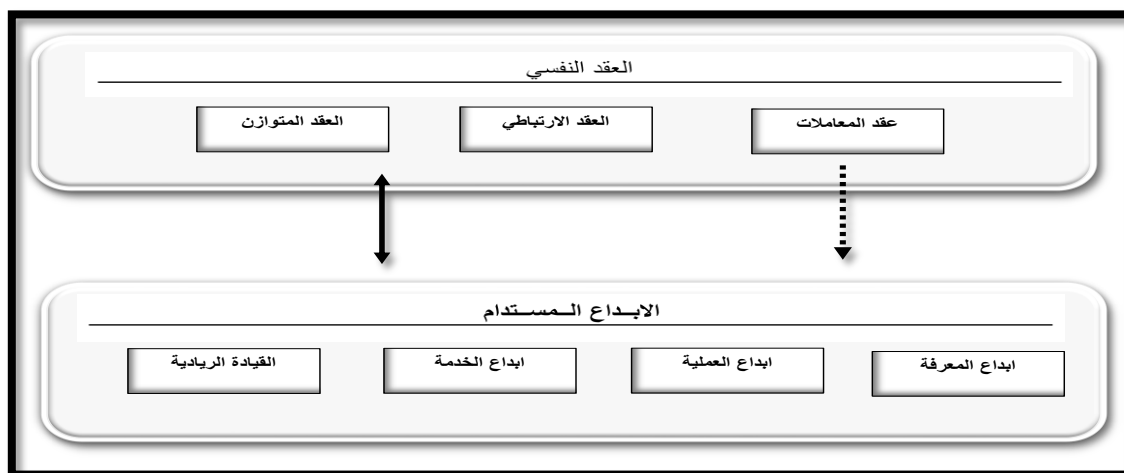 العقد النفسي
عقد المعاملات
العقد الارتباطي
العقد المتوازن
الابــداع الــمســتدام
ابداع المعرفة
ابداع العملية
ابداع الخدمة
القيادة الريادية